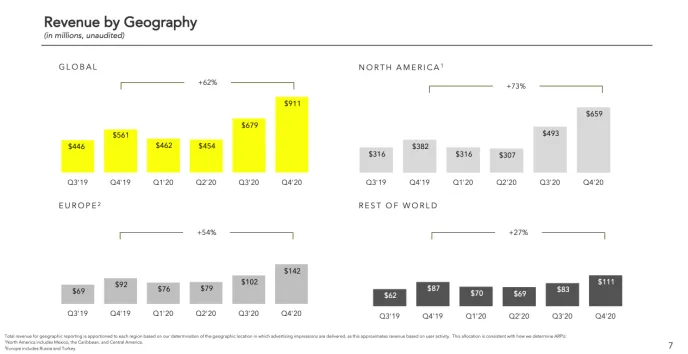 Revenue by Geography
(in millions, unaudited)
GLOBAL
+62%
$446 $561 $462 $454 $679 $911
Q3'19 Q4'19 Q1'20 Q2'20 Q3'20 Q4'20
NORTH AMERICA¹
+73%
$316 $382 $316 $307 $493 $659
Q3'19 Q4'19 Q1'20 Q2'20 Q3'20 Q4'20
EUROPE²
+54%
$69 $92 $76 $79 $102 $142
Q3'19 Q4'19 Q1'20 Q2'20 Q3'20 Q4'20
REST OF WORLD
+27%
$62 $87 $70 $69 $83 $111
Q3'19 Q4'19 Q1'20 Q2'20 Q3'20 Q4'20
Total revenue for geographic reporting is apportioned to each region based on our determination of the geographic location in which advertising impressions are delivered, as this approximates revenue based on user activity. This allocation is consistent with how we determine ARPU.
¹North America includes Mexico, the Caribbean, and Central America.
²Europe includes Russia and Turkey.
7